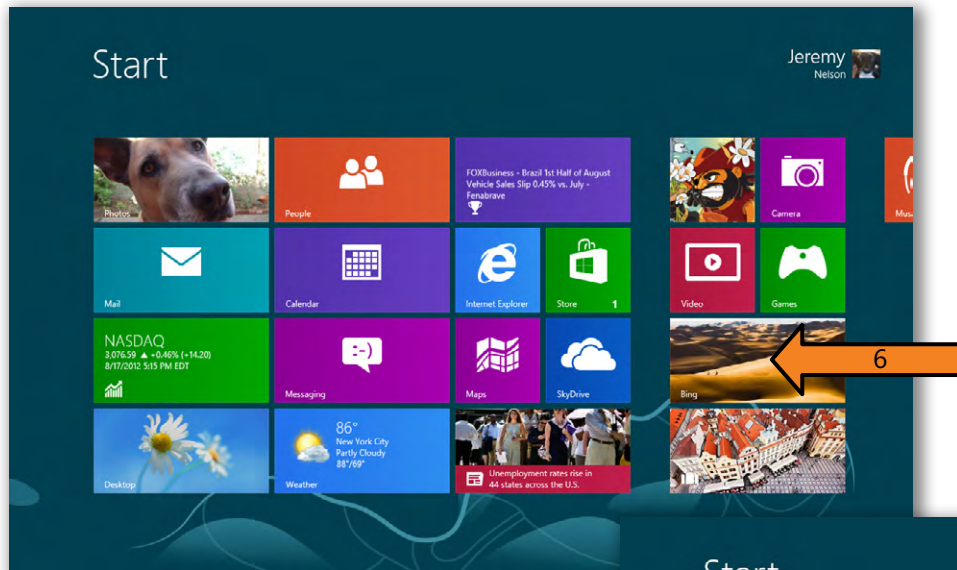 Start
Jeremy
Nelson
Photos
People
FOXBusiness - Brazil 1st Half of August
Vehicle Sales Slip 0.45% vs. July -
Fenabrave
Camera
Mail
Calendar
Internet Explorer
Store
1
Video
Games
NASDAQ
3,076.59 ▲ +0.46% (+14.20)
8/17/2012 5:15 PM EDT
:-)
Messaging
Maps
SkyDrive
Bing
6
Desktop
86°
New York City
Partly Cloudy
88°/69°
Weather
Unemployment rates rise in
44 states across the U.S.
Start